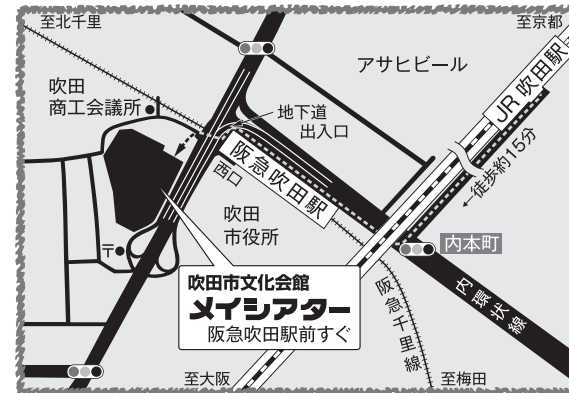 至北千里
至京都
アサヒビール
JR吹田駅
吹田
商工会議所
地下道
出入口
←徒歩約15分
阪急吹田駅
西口
吹田
市役所
〒
内本町
吹田市文化会館
メイシアター
阪急吹田駅前すぐ
阪急千里線
内環状線
至大阪
至梅田